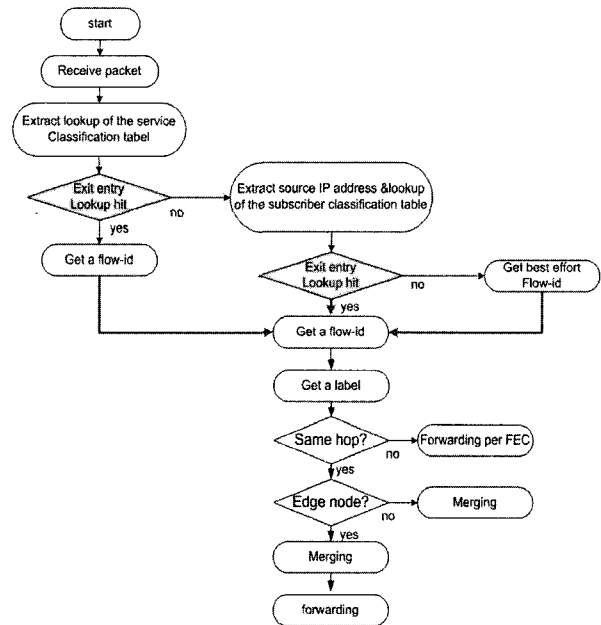 start
Receive packet
Extract lookup of the service
Classification tabel
Exit entry
Lookup hit
no
yes
Extract source IP address &lookup
of the subscriber classification table
Get a flow-id
Exit entry
Lookup hit
no
yes
Get best effort
Flow-id
Get a flow-id
Get a label
Same hop?
no
yes
Forwarding per FEC
Edge node?
no
yes
Merging
Merging
forwarding